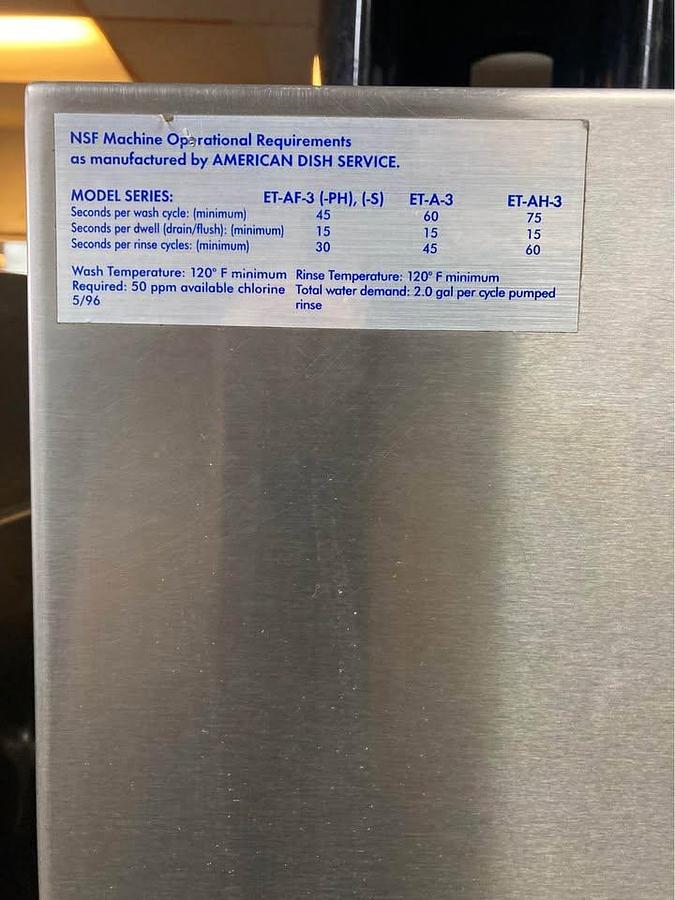 NSF Machine Operational Requirements
as manufactured by AMERICAN DISH SERVICE.
MODEL SERIES: ET-AF-3 (-PH), (-S) ET-A-3 ET-AH-3
Seconds per wash cycle: (minimum) 45 60 75
Seconds per dwell (drain/flush): (minimum) 15 15 15
Seconds per rinse cycles: (minimum) 30 45 60
Wash Temperature: 120° F minimum Rinse Temperature: 120° F minimum
Required: 50 ppm available chlorine Total water demand: 2.0 gal per cycle pumped
5/96 rinse